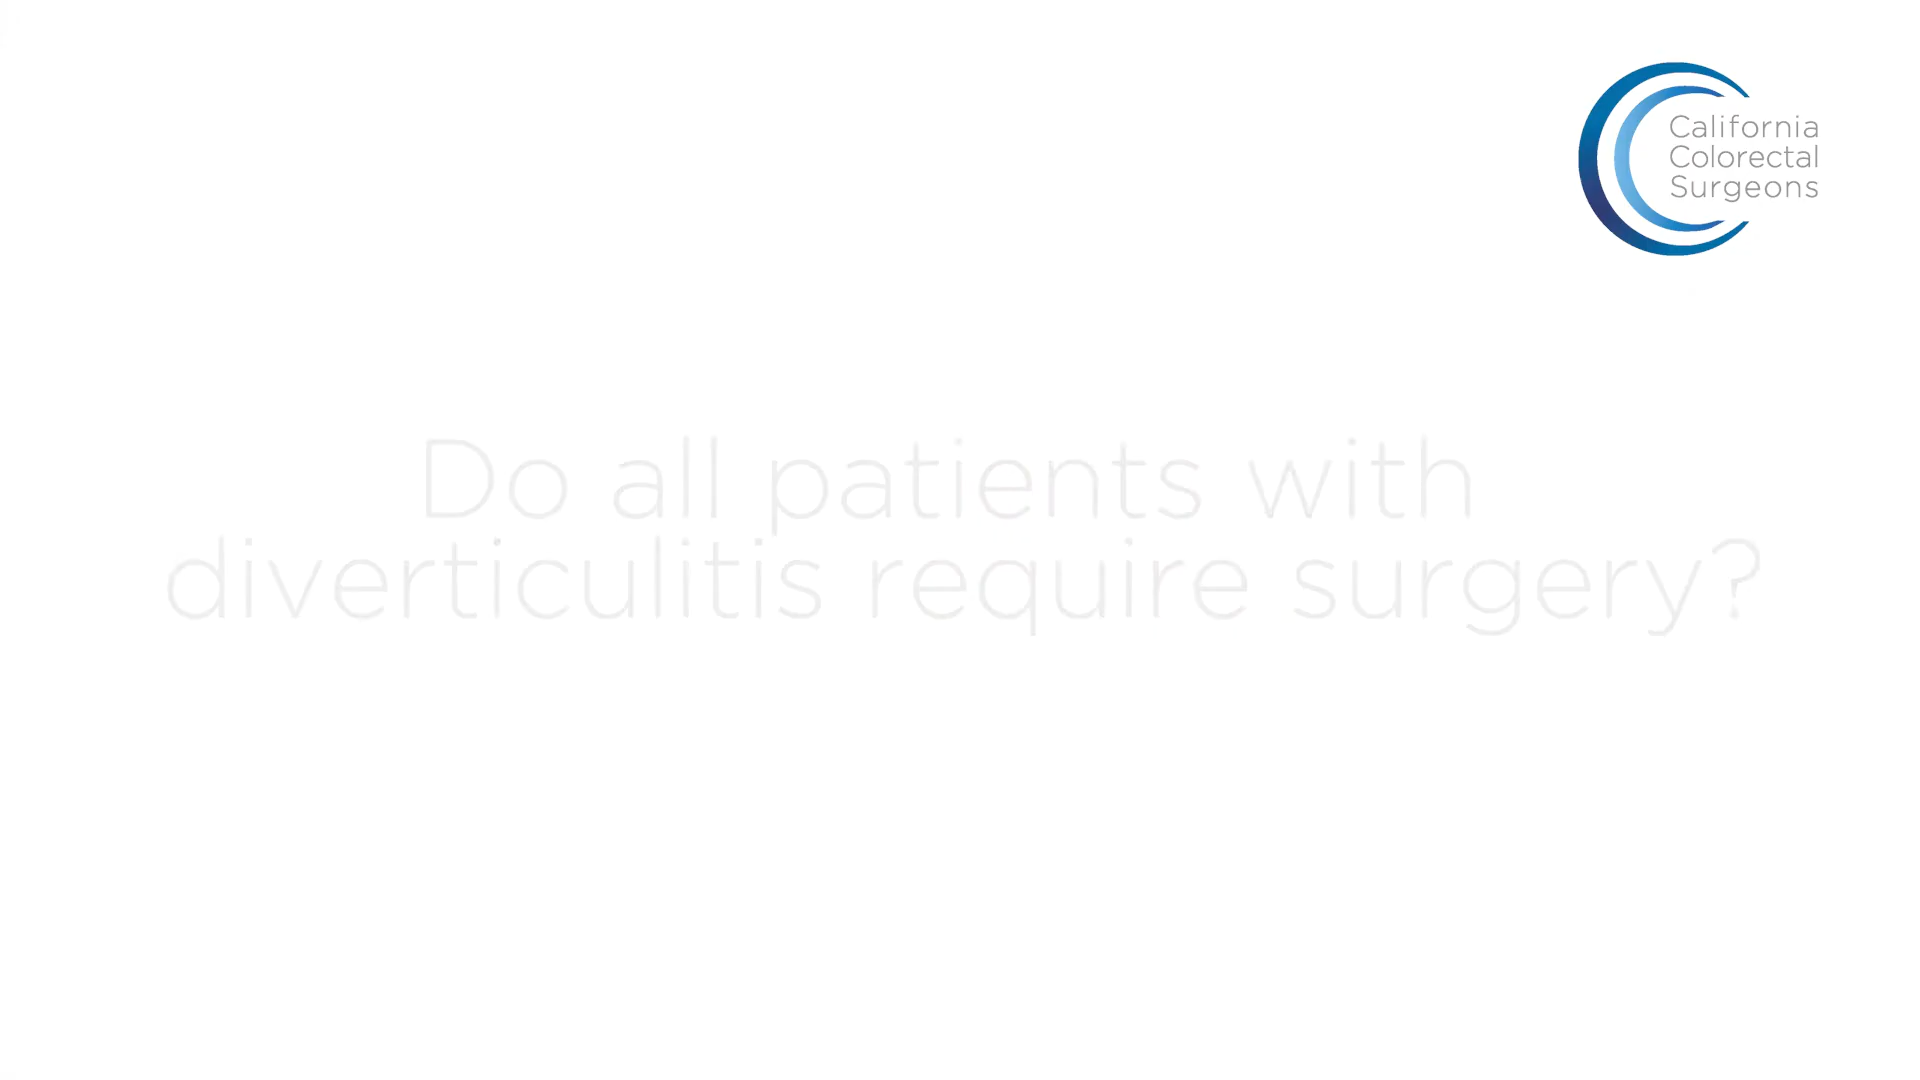 California
Colorectal
Surgeons
Do all patients with
diverticulitis require surgery?